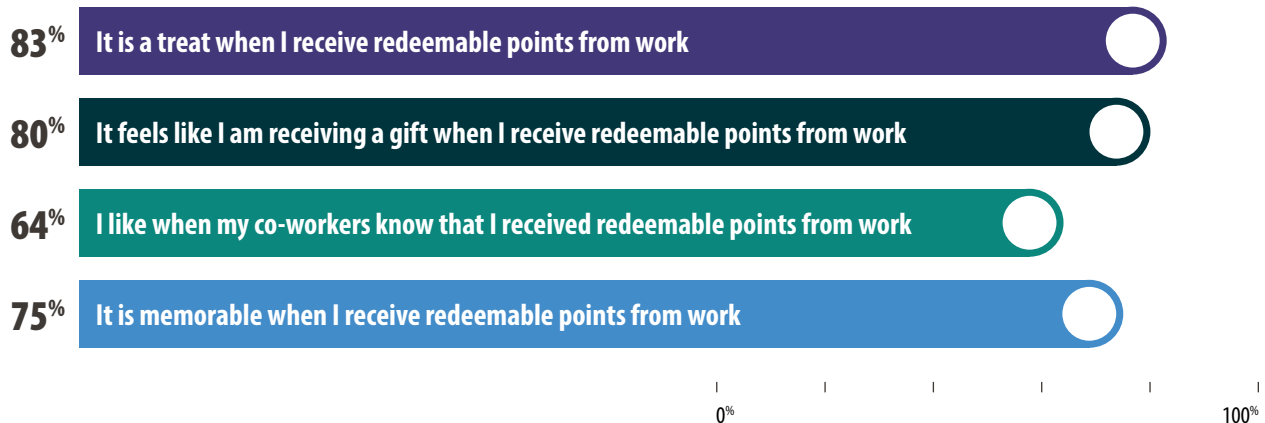 83% It is a treat when I receive redeemable points from work
80% It feels like I am receiving a gift when I receive redeemable points from work
64% I like when my co-workers know that I received redeemable points from work
75% It is memorable when I receive redeemable points from work
0% 100%